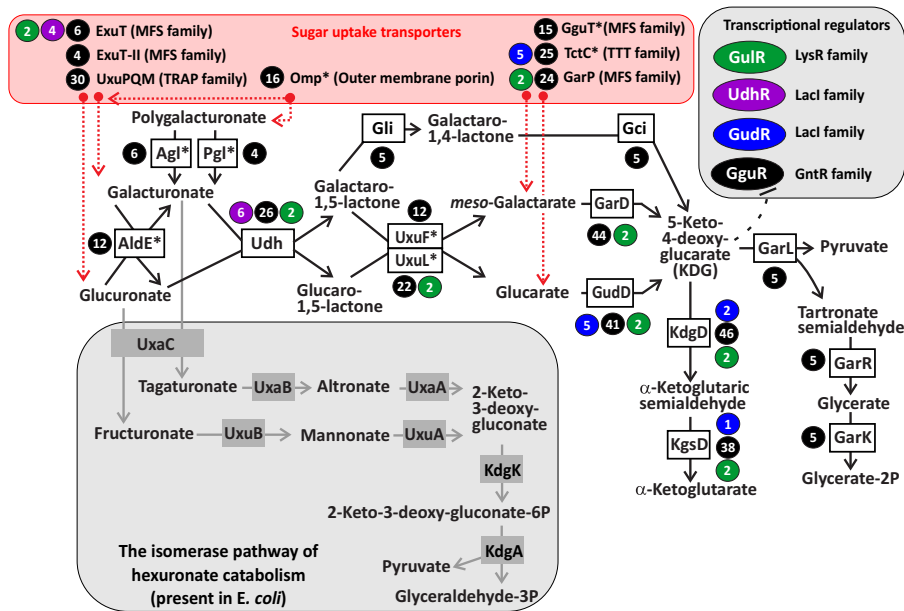 Sugar uptake transporters
2 4 6 ExuT (MFS family)
4 ExuT-II (MFS family)
30 UxuPQM (TRAP family)
16 Omp* (Outer membrane porin)
15 GguT*(MFS family)
5 25 TctC* (TTT family)
2 24 GarP (MFS family)
Transcriptional regulators
GulR LysR family
UdhR LacI family
GudR LacI family
GguR GntR family
Polygalacturonate
6 Agl* Pgl* 4
Galacturonate
12 AldE*
Glucuronate
6 26 2
Udh
Gli
5
Galactaro-
1,4-lactone
Gci
5
Galactaro-
1,5-lactone
Glucaro-
1,5-lactone
12
UxuF*
UxuL*
22 2
meso-Galactarate
GarD
44 2
Glucarate
GudD
5 41 2
5-Keto-
4-deoxy-
glucarate
(KDG)
GarL
5
Pyruvate
Tartronate
semialdehyde
5 GarR
Glycerate
5 GarK
Glycerate-2P
KdgD
2
46
2
α-Ketoglutaric
semialdehyde
KgsD
1
38
2
α-Ketoglutarate
UxaC
Tagaturonate
UxaB
Altronate
UxaA
2-Keto-
3-deoxy-
gluconate
Fructuronate
UxuB
Mannonate
UxuA
KdgK
2-Keto-3-deoxy-gluconate-6P
KdgA
Pyruvate
Glyceraldehyde-3P
The isomerase pathway of
hexuronate catabolism
(present in E. coli)